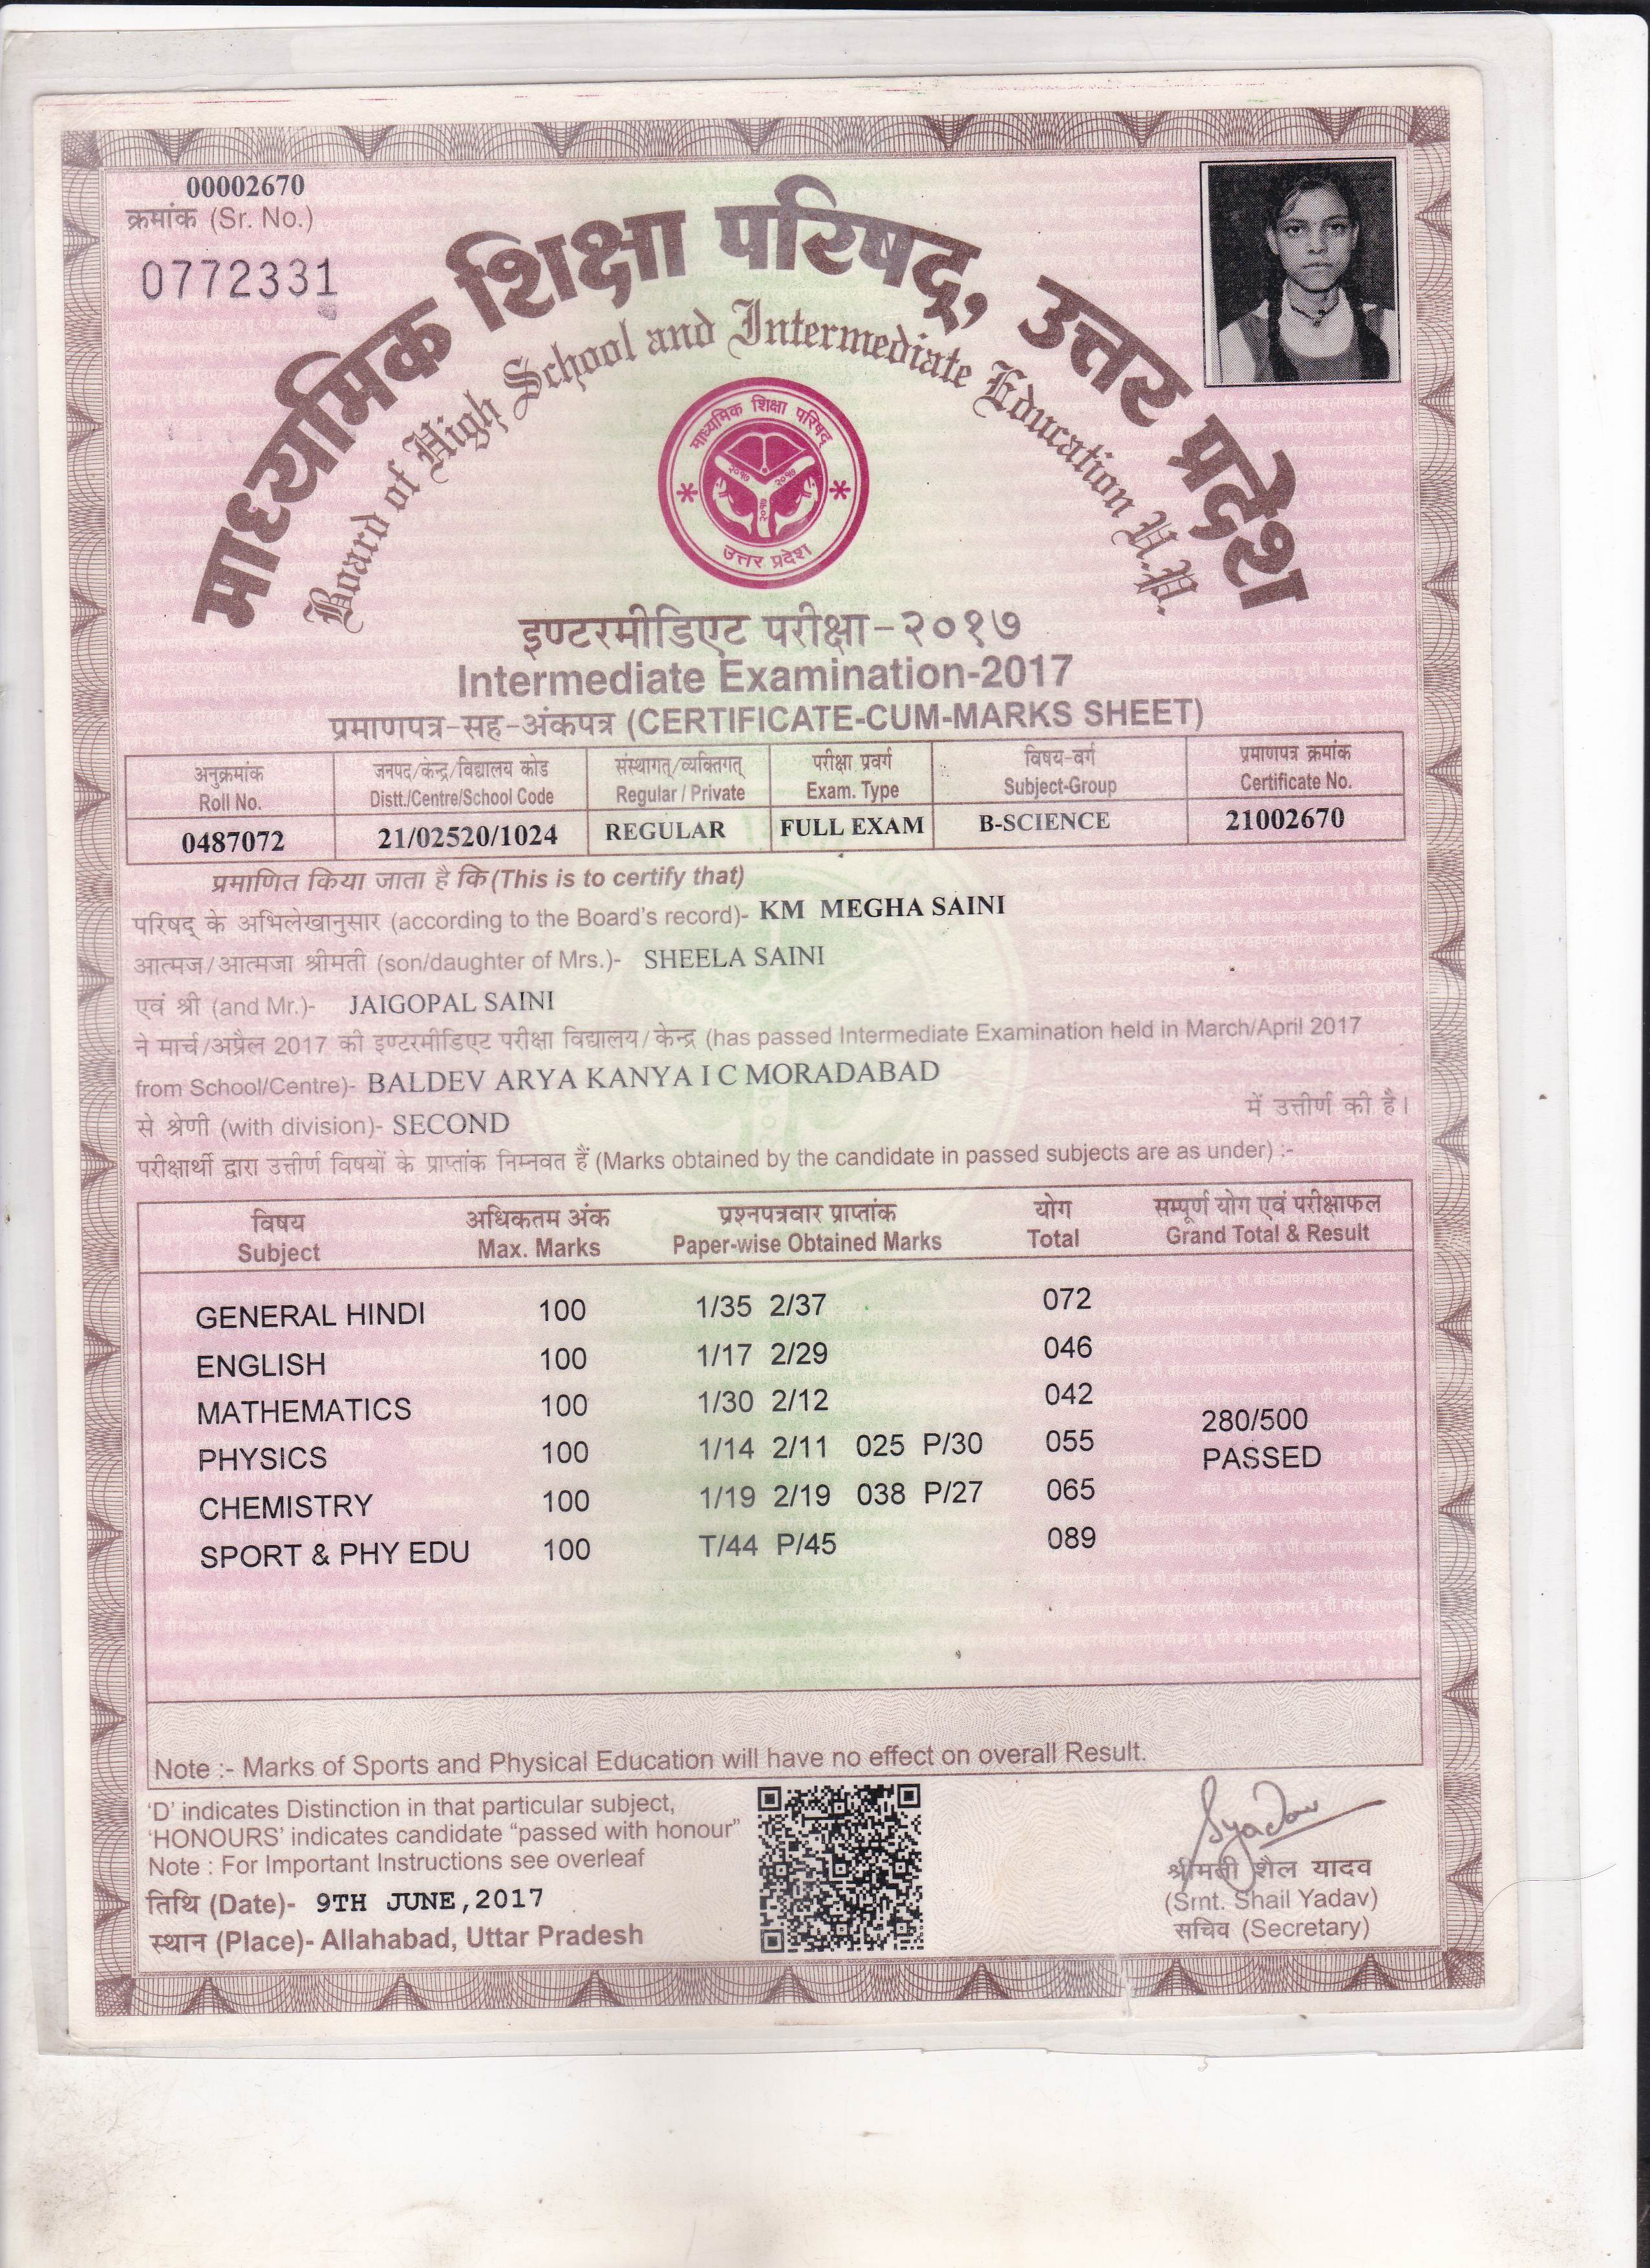 00002670
क्रमांक (Sr. No.)
0772331
माध्यमिक शिक्षा परिषद्, उत्तर प्रदेश
Board of High School and Intermediate Education U.P.
माध्यमिक शिक्षा परिषद्
२०१७ २०१७
२०१७
उत्तर प्रदेश
इण्टरमीडिएट परीक्षा-२०१७
Intermediate Examination-2017
प्रमाणपत्र-सह-अंकपत्र (CERTIFICATE-CUM-MARKS SHEET)
अनुक्रमांक जनपद/केन्द्र/विद्यालय कोड संस्थागत्/व्यक्तिगत् परीक्षा प्रवर्ग विषय-वर्ग प्रमाणपत्र क्रमांक
Roll No. Distt./Centre/School Code Regular / Private Exam. Type Subject-Group Certificate No.
0487072 21/02520/1024 REGULAR FULL EXAM B-SCIENCE 21002670
प्रमाणित किया जाता है कि (This is to certify that)
परिषद् के अभिलेखानुसार (according to the Board's record)- KM MEGHA SAINI
आत्मज/आत्मजा श्रीमती (son/daughter of Mrs.)- SHEELA SAINI
एवं श्री (and Mr.)- JAIGOPAL SAINI
ने मार्च/अप्रैल 2017 की इण्टरमीडिएट परीक्षा विद्यालय/केन्द्र (has passed Intermediate Examination held in March/April 2017
from School/Centre)- BALDEV ARYA KANYA I C MORADABAD
से श्रेणी (with division)- SECOND में उत्तीर्ण की है।
परीक्षार्थी द्वारा उत्तीर्ण विषयों के प्राप्तांक निम्नवत हैं (Marks obtained by the candidate in passed subjects are as under) :-
विषय अधिकतम अंक प्रश्नपत्रवार प्राप्तांक योग सम्पूर्ण योग एवं परीक्षाफल
Subject Max. Marks Paper-wise Obtained Marks Total Grand Total & Result
GENERAL HINDI 100 1/35 2/37 072
ENGLISH 100 1/17 2/29 046
MATHEMATICS 100 1/30 2/12 042
280/500
PHYSICS 100 1/14 2/11 025 P/30 055
PASSED
CHEMISTRY 100 1/19 2/19 038 P/27 065
SPORT & PHY EDU 100 T/44 P/45 089
Note :- Marks of Sports and Physical Education will have no effect on overall Result.
'D' indicates Distinction in that particular subject,
'HONOURS' indicates candidate "passed with honour"
Note : For Important Instructions see overleaf
तिथि (Date)- 9TH JUNE,2017
स्थान (Place)- Allahabad, Uttar Pradesh
Syadav
श्रीमती शैल यादव
(Smt. Shail Yadav)
सचिव (Secretary)